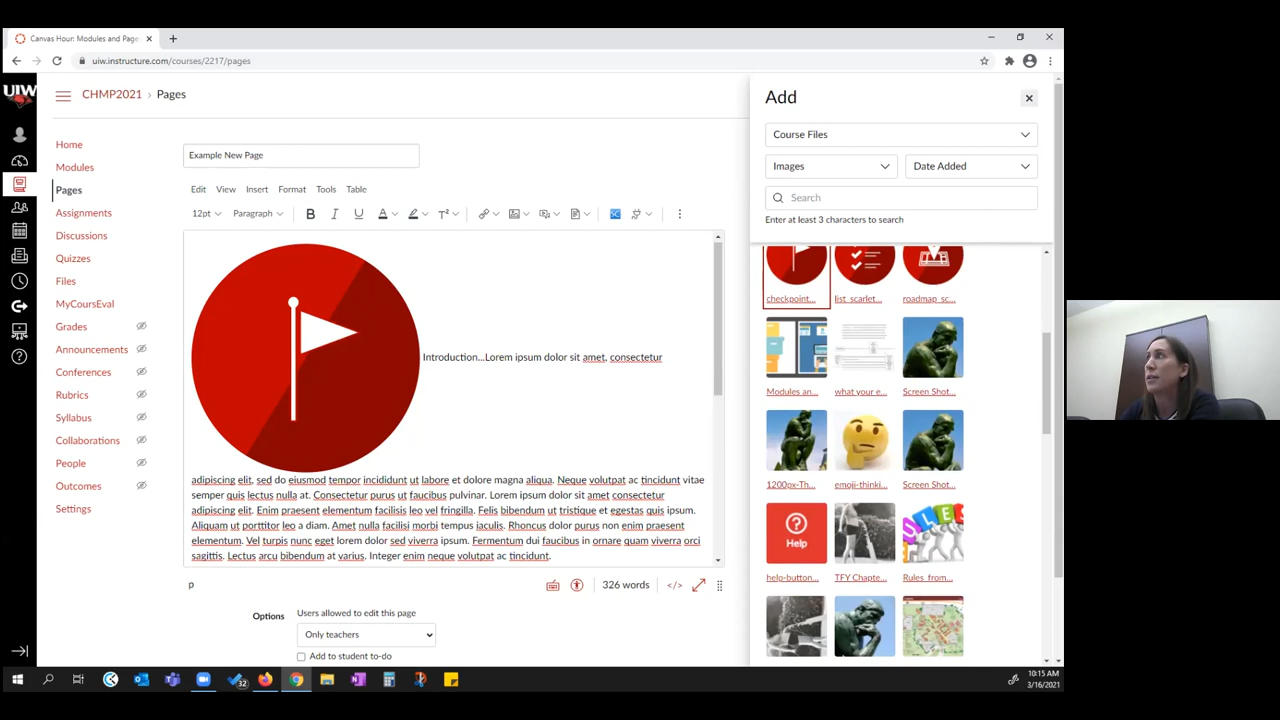 Canvas Hour: Modules and Page
uiw.instructure.com/courses/2217/pages
UIW
CHMP2021 › Pages
Home
Modules
Pages
Assignments
Discussions
Quizzes
Files
MyCoursEval
Grades
Announcements
Conferences
Rubrics
Syllabus
Collaborations
People
Outcomes
Settings
Example New Page
Edit View Insert Format Tools Table
12pt Paragraph B I U A T²
Introduction...Lorem ipsum dolor sit amet, consectetur
adipiscing elit, sed do eiusmod tempor incididunt ut labore et dolore magna aliqua. Neque volutpat ac tincidunt vitae
semper quis lectus nulla at. Consectetur purus ut faucibus pulvinar. Lorem ipsum dolor sit amet consectetur
adipiscing elit. Enim praesent elementum facilisis leo vel fringilla. Felis bibendum ut tristique et egestas quis ipsum.
Aliquam ut porttitor leo a diam. Amet nulla facilisi morbi tempus iaculis. Rhoncus dolor purus non enim praesent
elementum. Vel turpis nunc eget lorem dolor sed viverra ipsum. Fermentum dui faucibus in ornare quam viverra orci
sagittis. Lectus arcu bibendum at varius. Integer enim neque volutpat ac tincidunt.
p
326 words </>
Options
Users allowed to edit this page
Only teachers
Add to student to-do
Add
Course Files
Images
Date Added
Search
Enter at least 3 characters to search
checkpoint... list_scarlet... roadmap_sc...
Modules an... what your e... Screen Shot...
1200px-Th... emoji-thinki... Screen Shot...
Help
help-button... TFY Chapte... Rules_from...
32
10:15 AM
3/16/2021